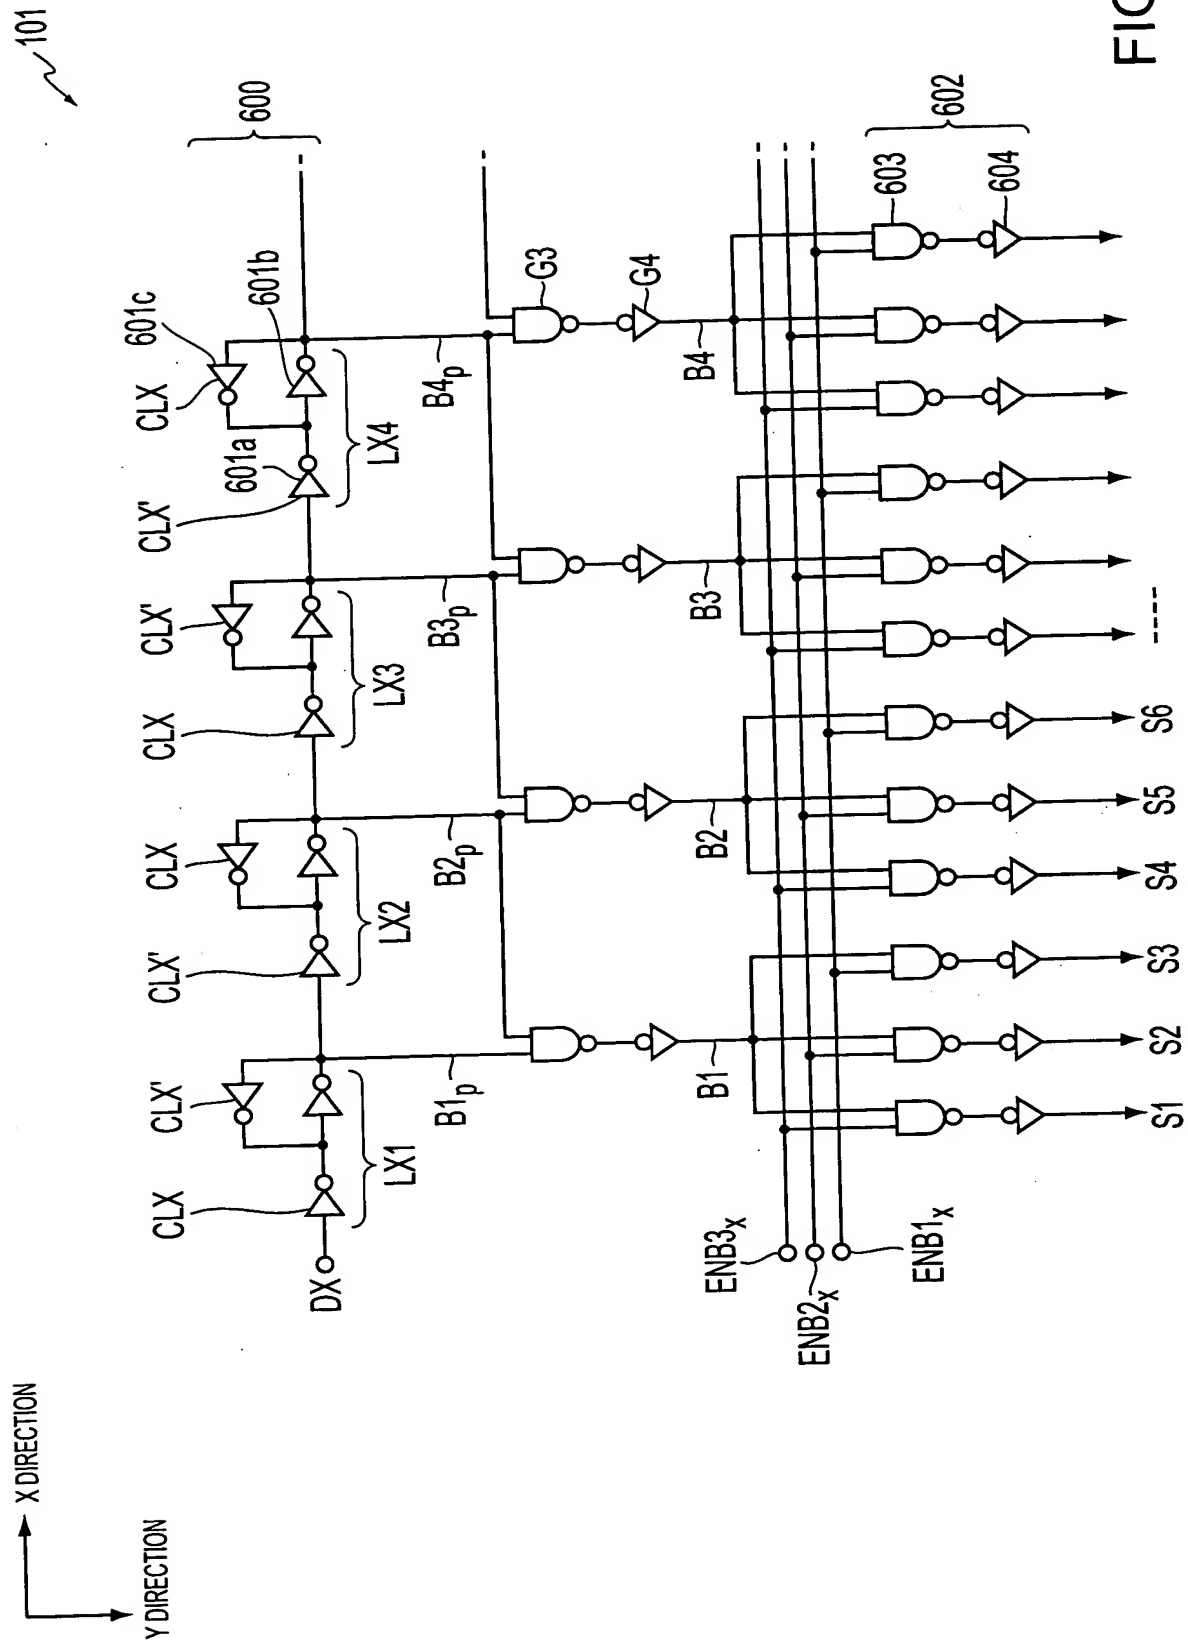 101
X DIRECTION
Y DIRECTION
600
CLX
CLX'
CLX'
CLX
CLX
CLX'
CLX'
CLX
601c
601a
601b
DX
LX1
LX2
LX3
LX4
B1p
B2p
B3p
B4p
G3
G4
B1
B2
B3
B4
ENB3x
ENB2x
ENB1x
602
603
604
S1
S2
S3
S4
S5
S6
-----